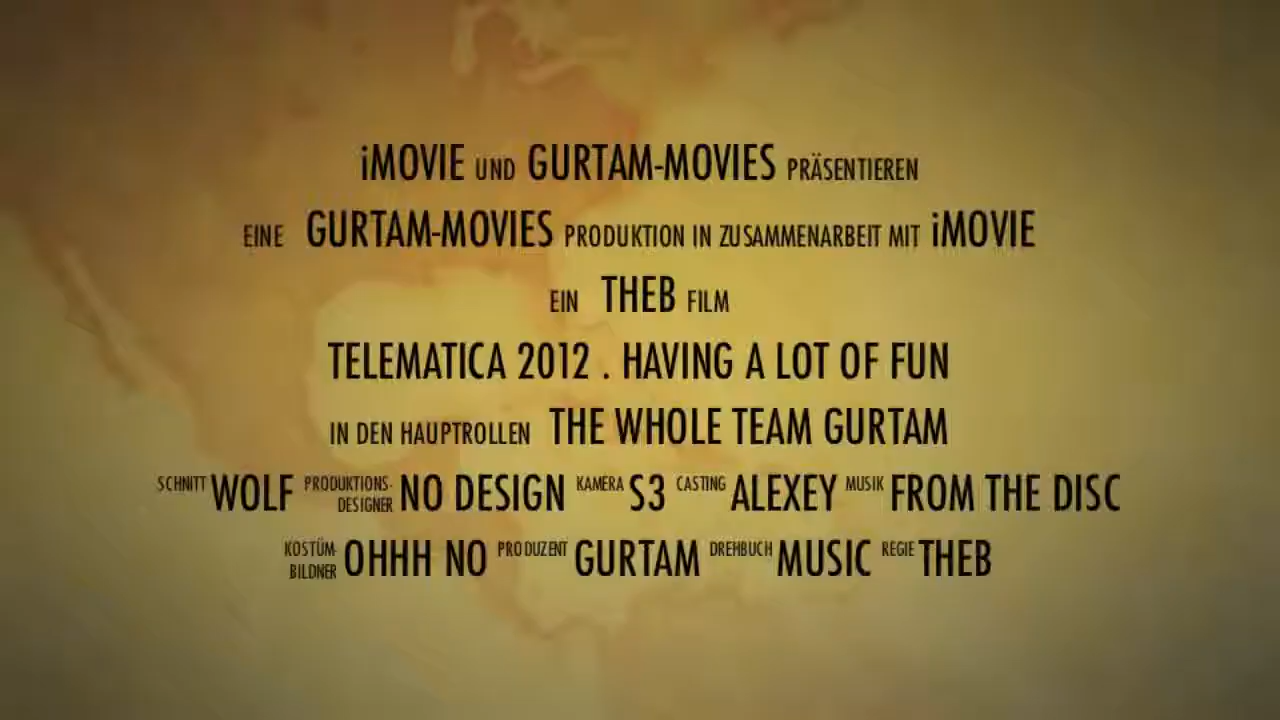 iMOVIE UND GURTAM-MOVIES PRÄSENTIEREN
EINE GURTAM-MOVIES PRODUKTION IN ZUSAMMENARBEIT MIT iMOVIE
EIN THEB FILM
TELEMATICA 2012 . HAVING A LOT OF FUN
IN DEN HAUPTROLLEN THE WHOLE TEAM GURTAM
SCHNITT WOLF PRODUKTIONS-DESIGNER NO DESIGN KAMERA S3 CASTING ALEXEY MUSIK FROM THE DISC
KOSTÜM-BILDNER OHHH NO PRODUZENT GURTAM DREHBUCH MUSIC REGIE THEB